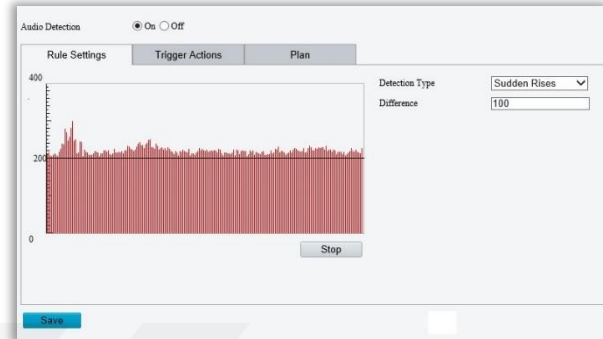 Audio Detection On Off
Rule Settings Trigger Actions Plan
400
Detection Type Sudden Rises
Difference 100
200
0
Stop
Save